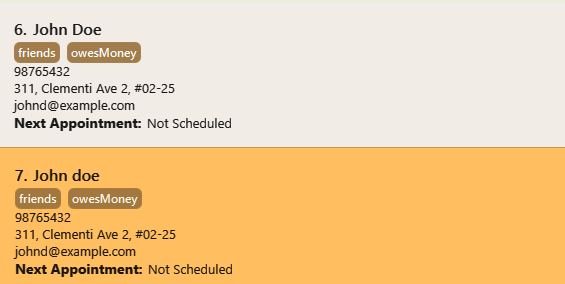 6. John Doe
friends owesMoney
98765432
311, Clementi Ave 2, #02-25
johnd@example.com
Next Appointment: Not Scheduled
7. John doe
friends owesMoney
98765432
311, Clementi Ave 2, #02-25
johnd@example.com
Next Appointment: Not Scheduled